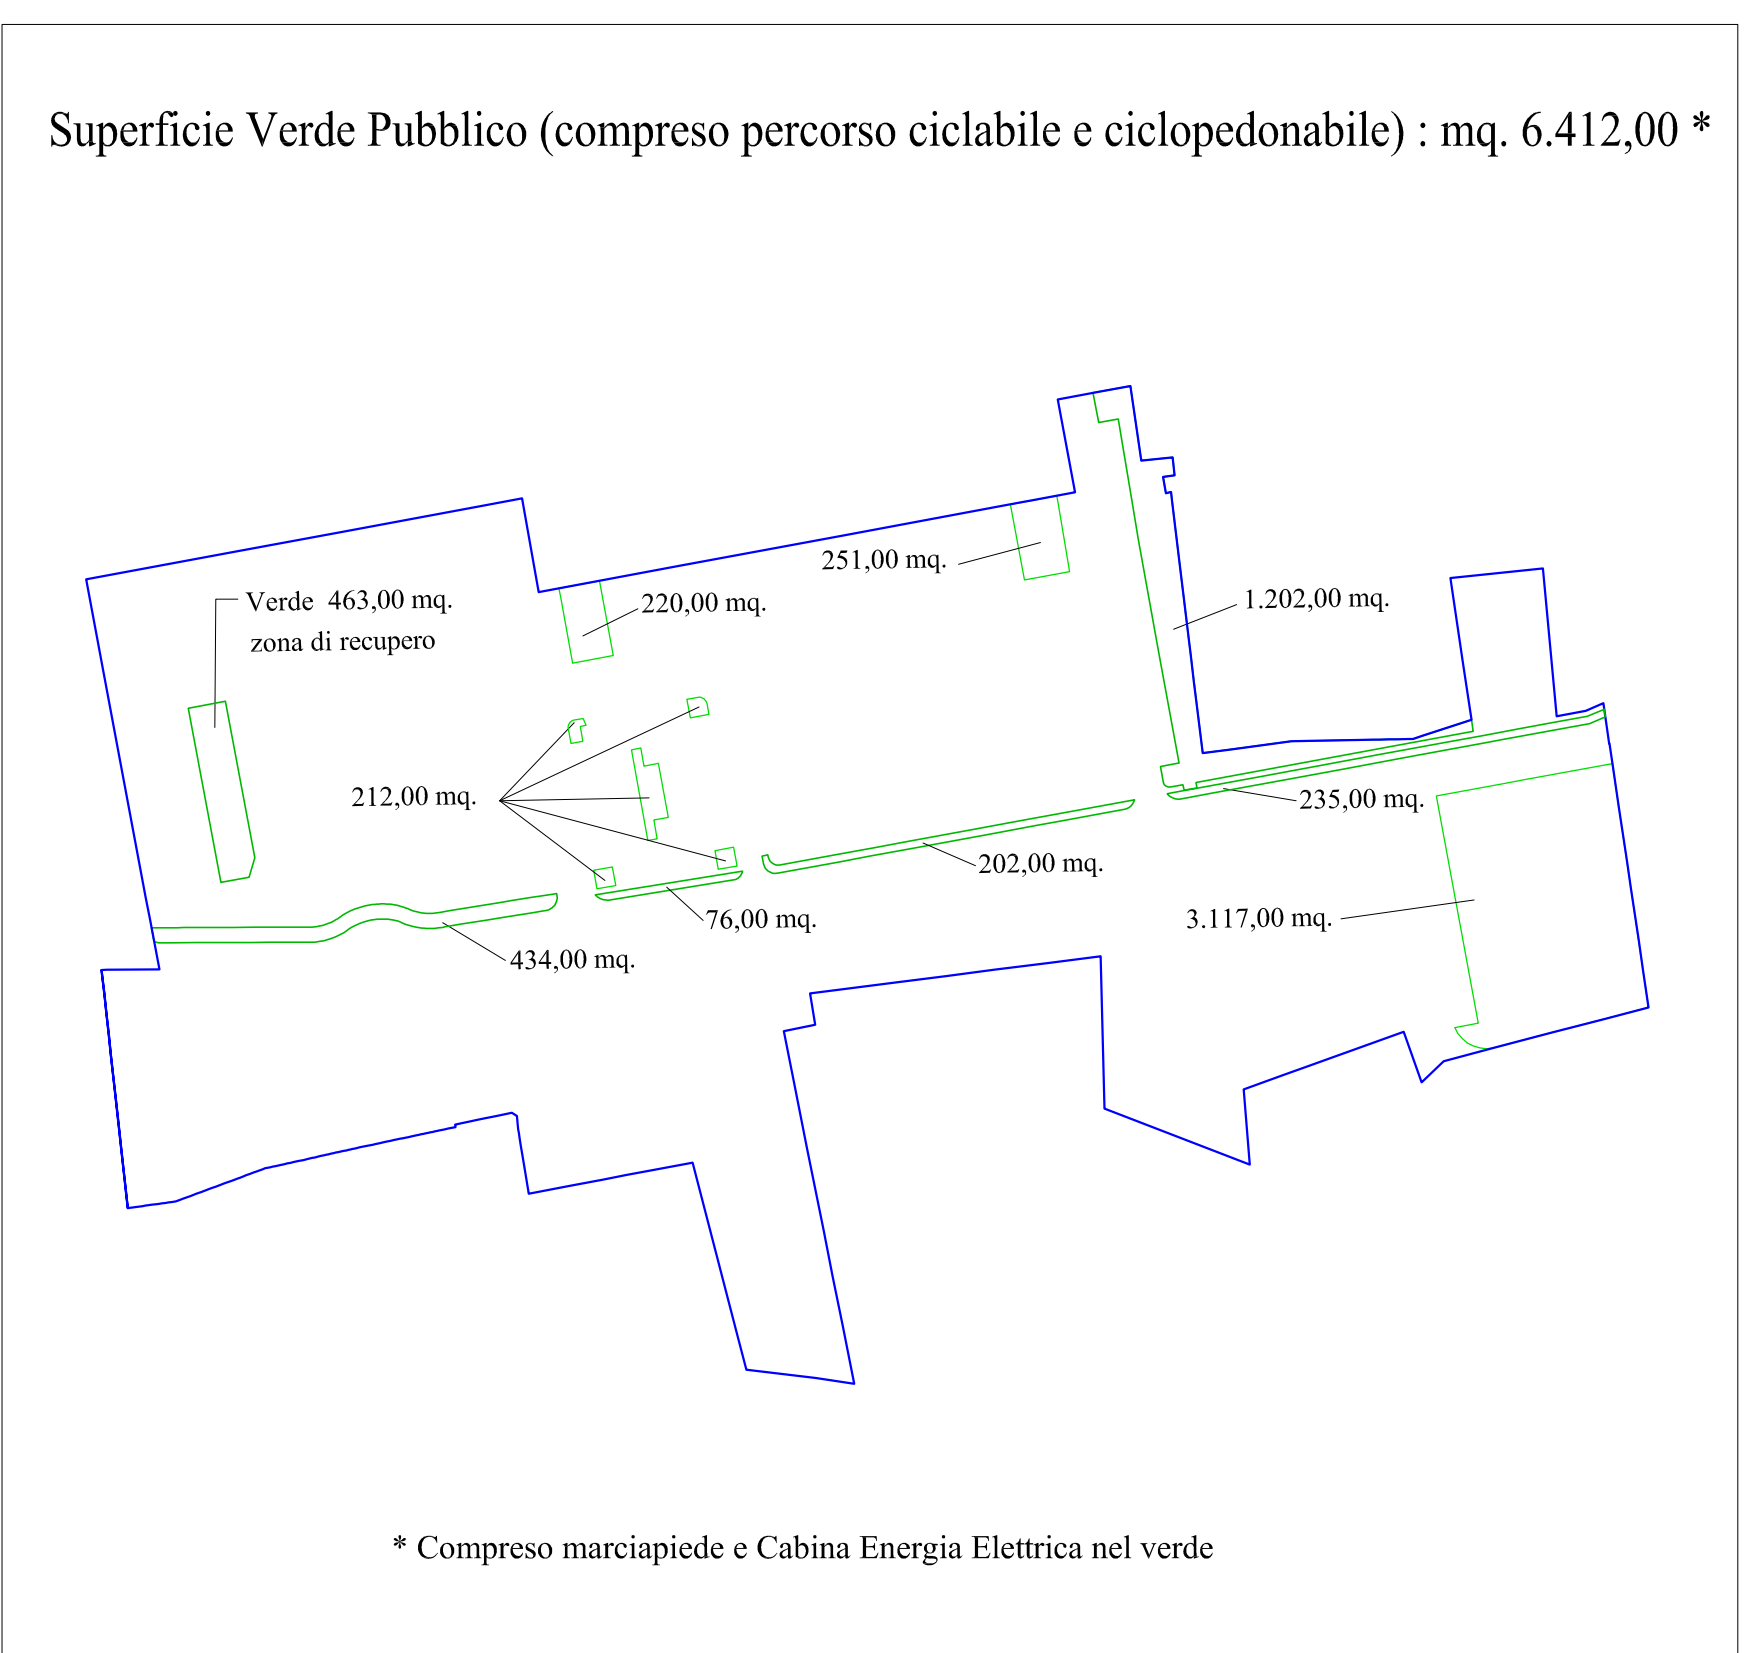 Superficie Verde Pubblico (compreso percorso ciclabile e ciclopedonabile) : mq. 6.412,00 *
251,00 mq.
Verde 463,00 mq.
zona di recupero
220,00 mq.
1.202,00 mq.
212,00 mq.
235,00 mq.
202,00 mq.
76,00 mq.
3.117,00 mq.
434,00 mq.
* Compreso marciapiede e Cabina Energia Elettrica nel verde